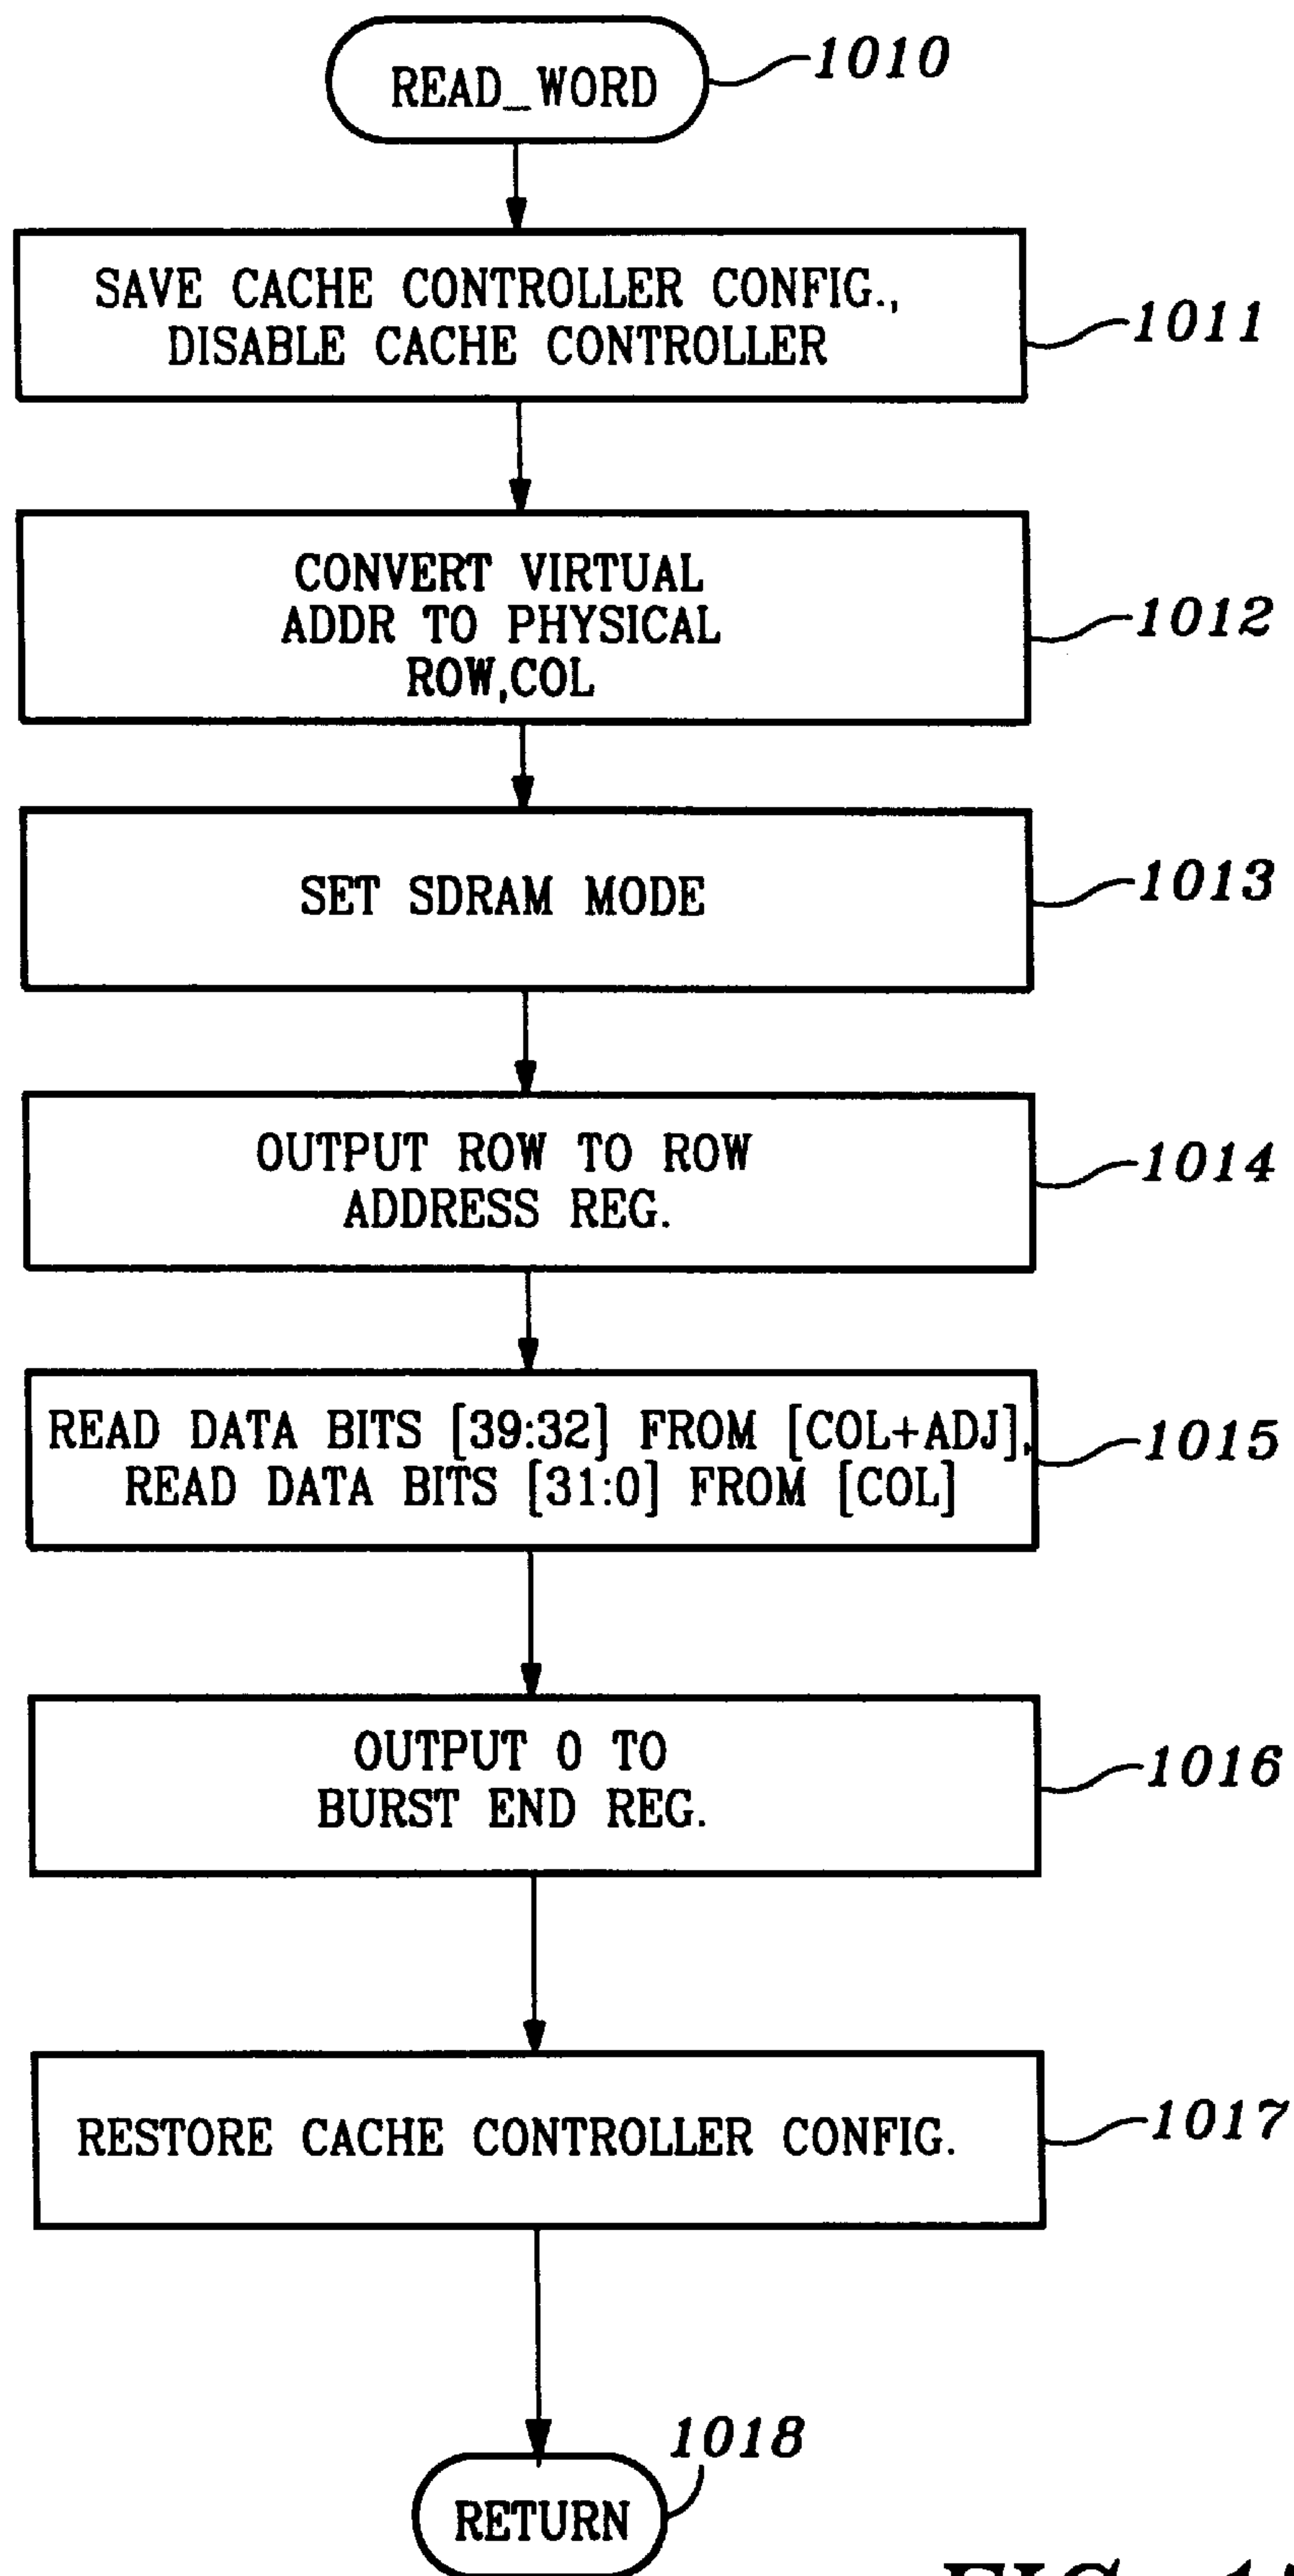 READ_WORD
1010
SAVE CACHE CONTROLLER CONFIG.,
DISABLE CACHE CONTROLLER
1011
CONVERT VIRTUAL
ADDR TO PHYSICAL
ROW,COL
1012
SET SDRAM MODE
1013
OUTPUT ROW TO ROW
ADDRESS REG.
1014
READ DATA BITS [39:32] FROM [COL+ADJ],
READ DATA BITS [31:0] FROM [COL]
1015
OUTPUT 0 TO
BURST END REG.
1016
RESTORE CACHE CONTROLLER CONFIG.
1017
1018
RETURN